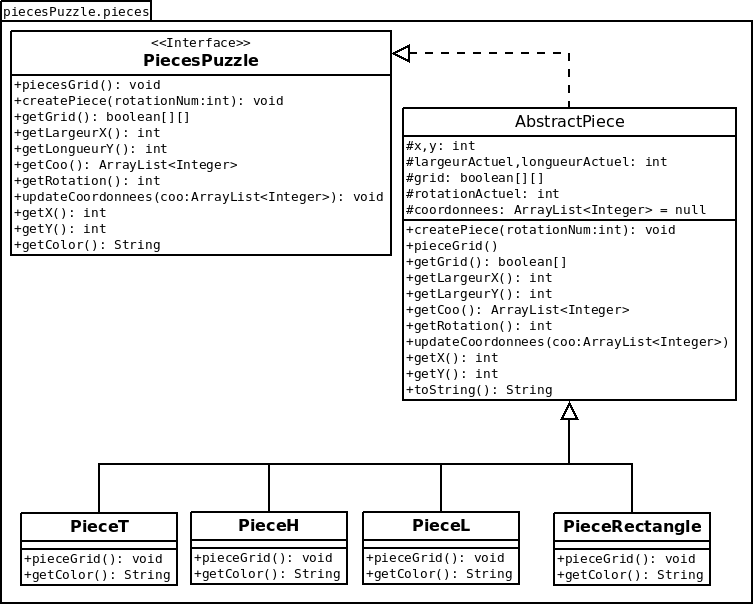 piecesPuzzle.pieces
<<Interface>>
PiecesPuzzle
+piecesGrid(): void
+createPiece(rotationNum:int): void
+getGrid(): boolean[][]
+getLargeurX(): int
+getLongueurY(): int
+getCoo(): ArrayList<Integer>
+getRotation(): int
+updateCoordonnees(coo:ArrayList<Integer>): void
+getX(): int
+getY(): int
+getColor(): String
AbstractPiece
#x,y: int
#largeurActuel,longueurActuel: int
#grid: boolean[][]
#rotationActuel: int
#coordonnees: ArrayList<Integer> = null
+createPiece(rotationNum:int): void
+pieceGrid()
+getGrid(): boolean[]
+getLargeurX(): int
+getLargeurY(): int
+getCoo(): ArrayList<Integer>
+getRotation(): int
+updateCoordonnees(coo:ArrayList<Integer>)
+getX(): int
+getY(): int
+toString(): String
PieceT
+pieceGrid(): void
+getColor(): String
PieceH
+pieceGrid(): void
+getColor(): String
PieceL
+pieceGrid(): void
+getColor(): String
PieceRectangle
+pieceGrid(): void
+getColor(): String